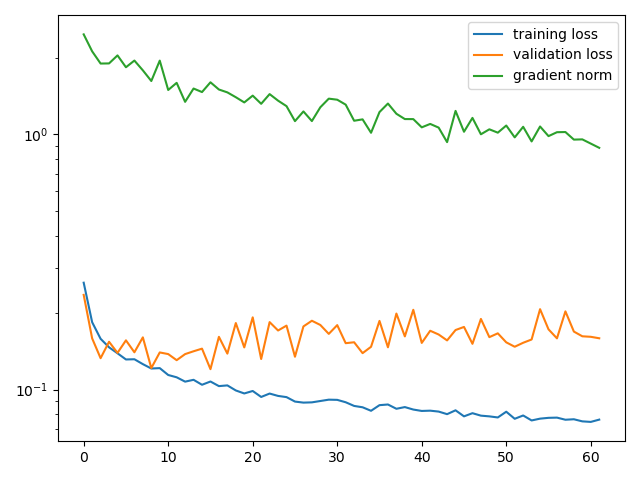 training loss
validation loss
gradient norm
10⁰
10⁻¹
0 10 20 30 40 50 60